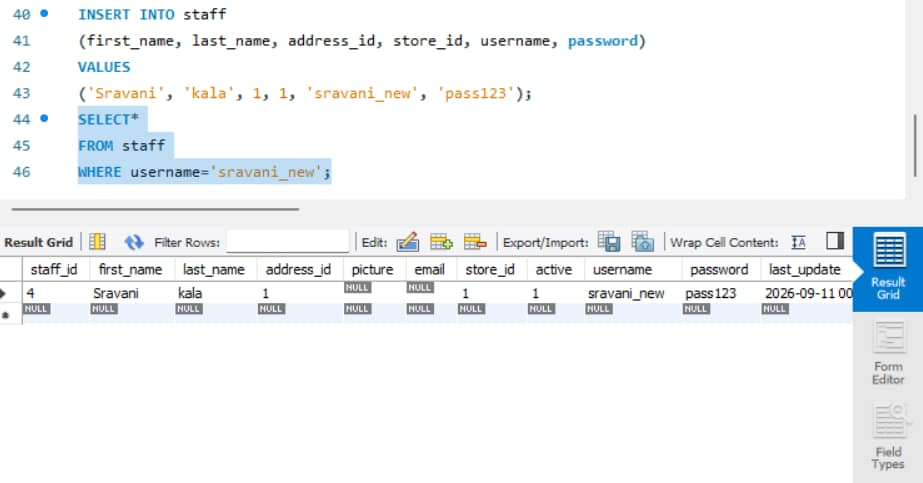 40 INSERT INTO staff
41 (first_name, last_name, address_id, store_id, username, password)
42 VALUES
43 ('Sravani', 'kala', 1, 1, 'sravani_new', 'pass123');
44 SELECT*
45 FROM staff
46 WHERE username='sravani_new';
Result Grid Filter Rows: Edit: Export/Import: Wrap Cell Content:
staff_id first_name last_name address_id picture email store_id active username password last_update
4 Sravani kala 1 NULL NULL 1 1 sravani_new pass123 2026-09-11 00
NULL NULL NULL NULL NULL NULL NULL NULL NULL NULL NULL
Result
Grid
Form
Editor
Field
Types